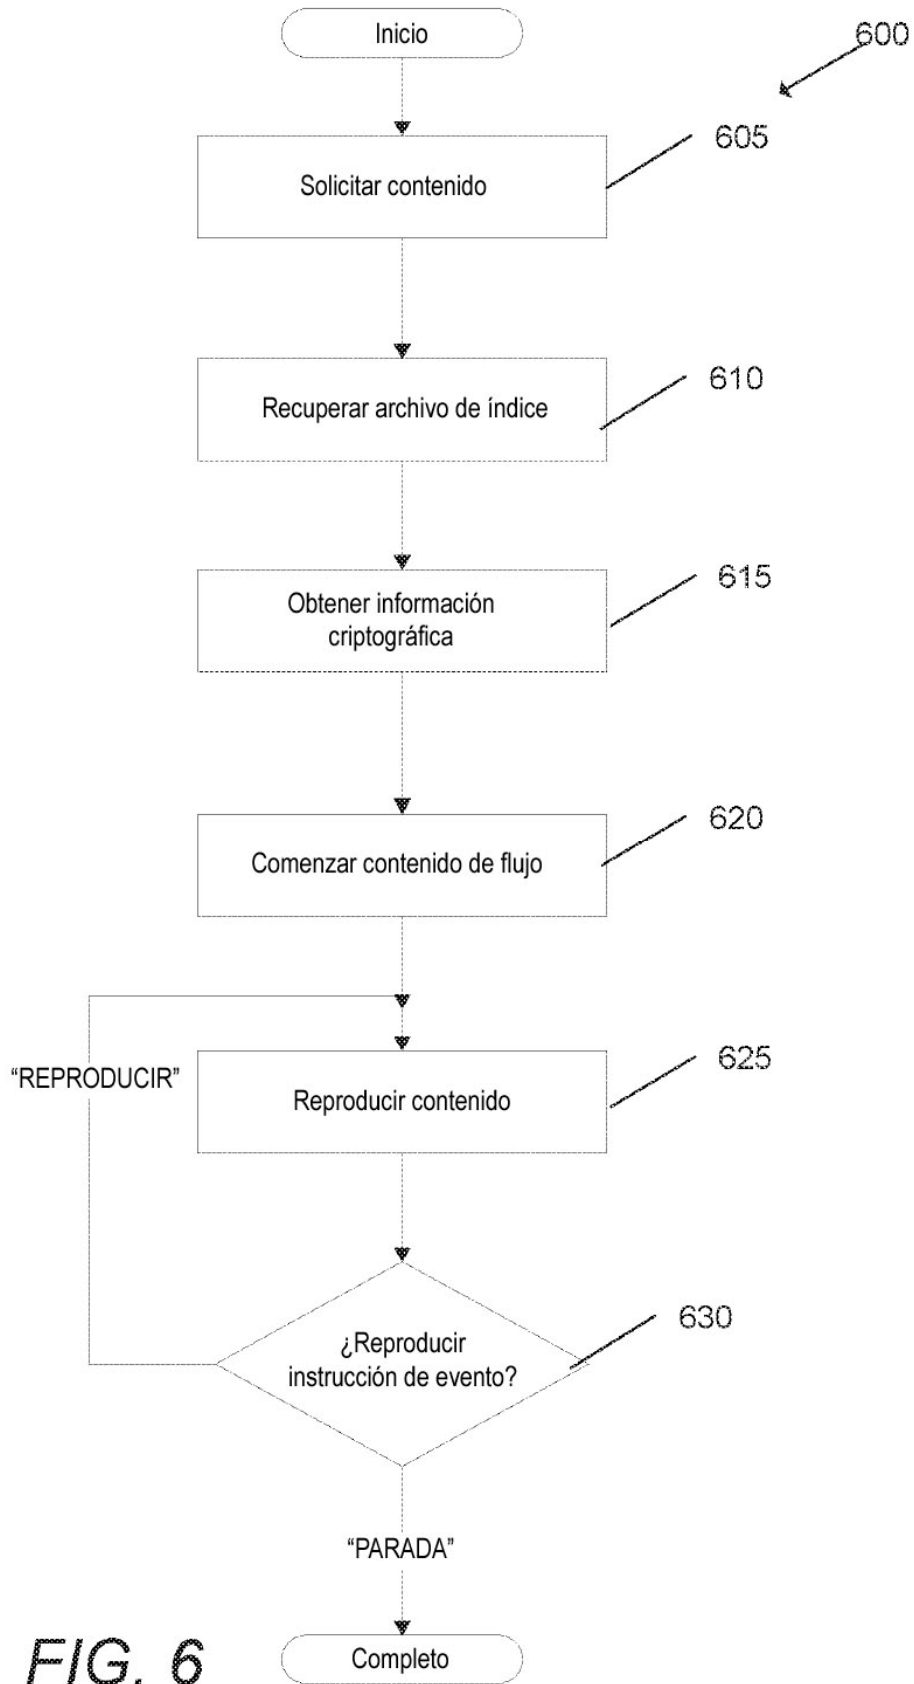 Inicio
600
605
Solicitar contenido
610
Recuperar archivo de índice
615
Obtener información
criptográfica
620
Comenzar contenido de flujo
625
“REPRODUCIR”
Reproducir contenido
630
¿Reproducir
instrucción de evento?
“PARADA”
Completo
FIG. 6